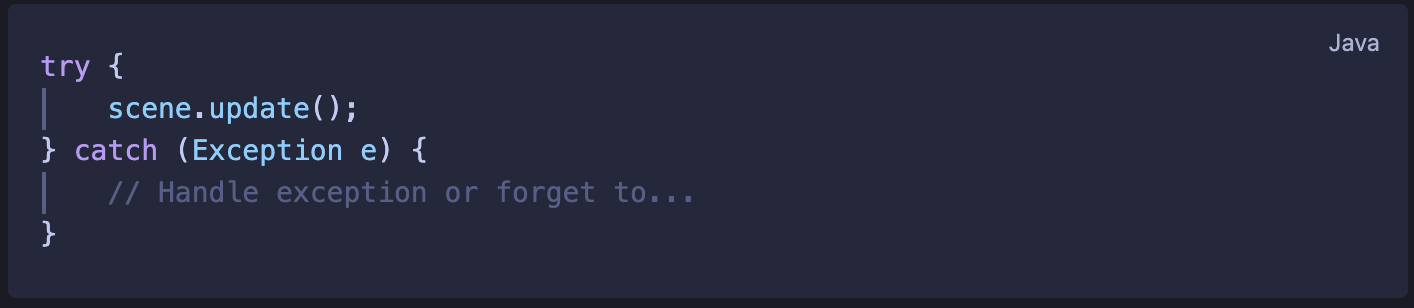 Java
try {
    scene.update();
} catch (Exception e) {
    // Handle exception or forget to...
}